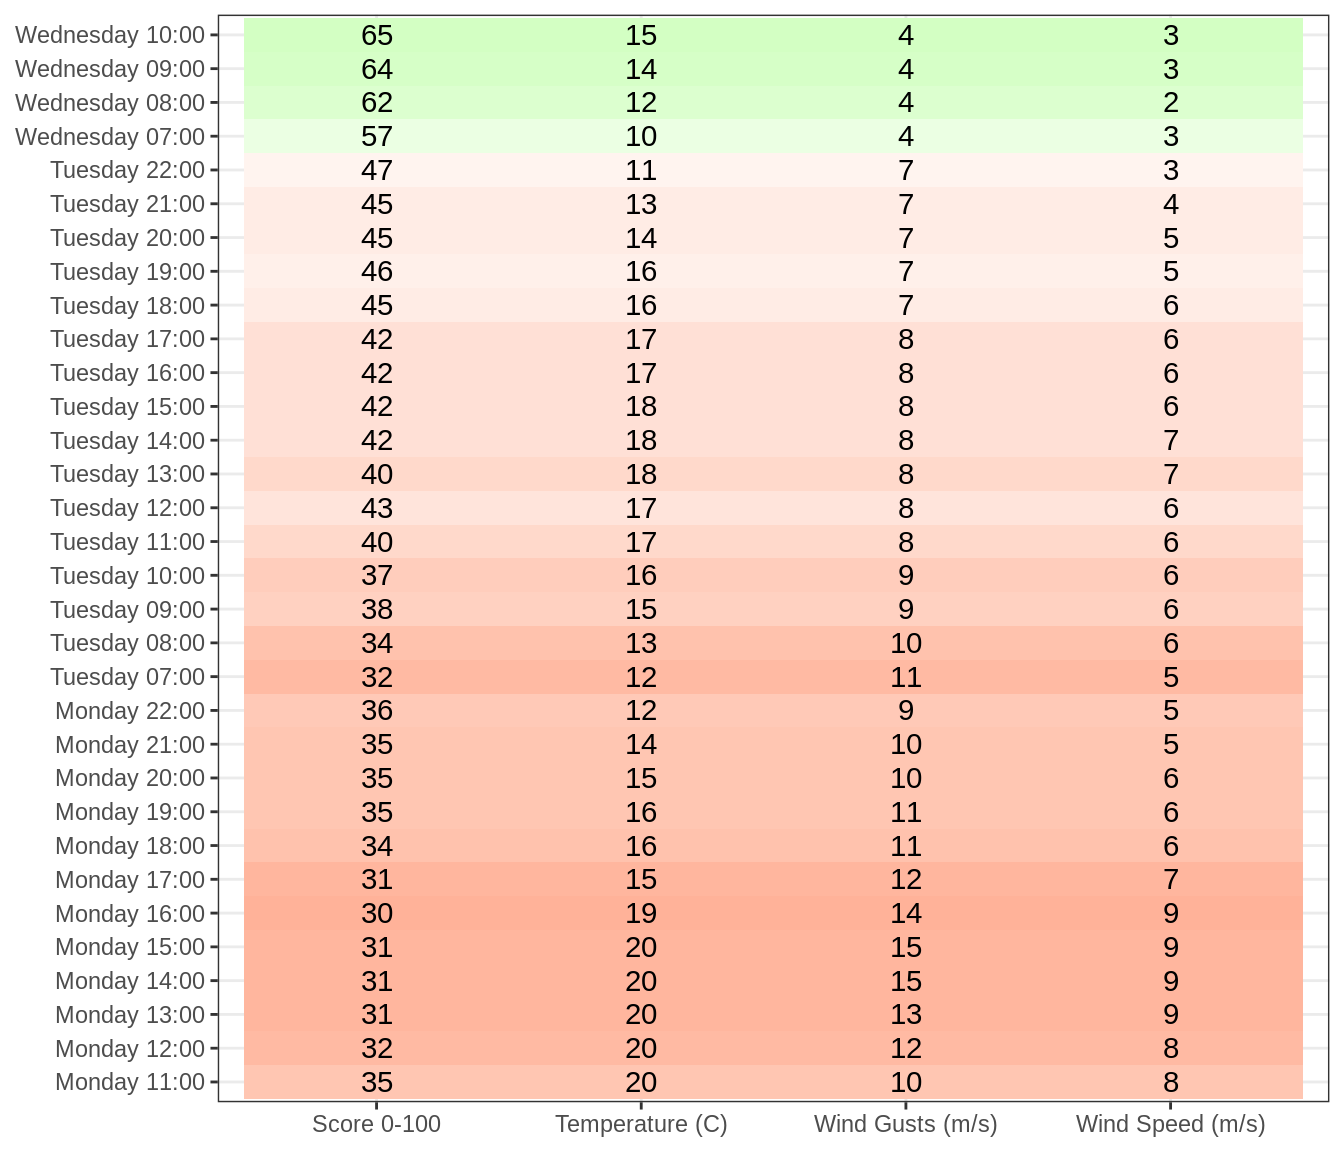 Wednesday 10:00 65 15 4 3
Wednesday 09:00 64 14 4 3
Wednesday 08:00 62 12 4 2
Wednesday 07:00 57 10 4 3
Tuesday 22:00 47 11 7 3
Tuesday 21:00 45 13 7 4
Tuesday 20:00 45 14 7 5
Tuesday 19:00 46 16 7 5
Tuesday 18:00 45 16 7 6
Tuesday 17:00 42 17 8 6
Tuesday 16:00 42 17 8 6
Tuesday 15:00 42 18 8 6
Tuesday 14:00 42 18 8 7
Tuesday 13:00 40 18 8 7
Tuesday 12:00 43 17 8 6
Tuesday 11:00 40 17 8 6
Tuesday 10:00 37 16 9 6
Tuesday 09:00 38 15 9 6
Tuesday 08:00 34 13 10 6
Tuesday 07:00 32 12 11 5
Monday 22:00 36 12 9 5
Monday 21:00 35 14 10 5
Monday 20:00 35 15 10 6
Monday 19:00 35 16 11 6
Monday 18:00 34 16 11 6
Monday 17:00 31 15 12 7
Monday 16:00 30 19 14 9
Monday 15:00 31 20 15 9
Monday 14:00 31 20 15 9
Monday 13:00 31 20 13 9
Monday 12:00 32 20 12 8
Monday 11:00 35 20 10 8
Score 0-100 Temperature (C) Wind Gusts (m/s) Wind Speed (m/s)